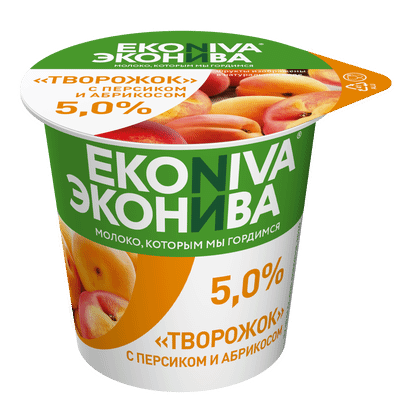 EKONIVA®
ЭКОНИВА
МОЛОКО, КОТОРЫМ МЫ ГОРДИМСЯ
«ТВОРОЖОК»
С ПЕРСИКОМ
И АБРИКОСОМ
5,0%
EKONIVA®
ЭКОНИВА
МОЛОКО, КОТОРЫМ МЫ ГОРДИМСЯ
5,0%
«ТВОРОЖОК»
С ПЕРСИКОМ И АБРИКОСОМ